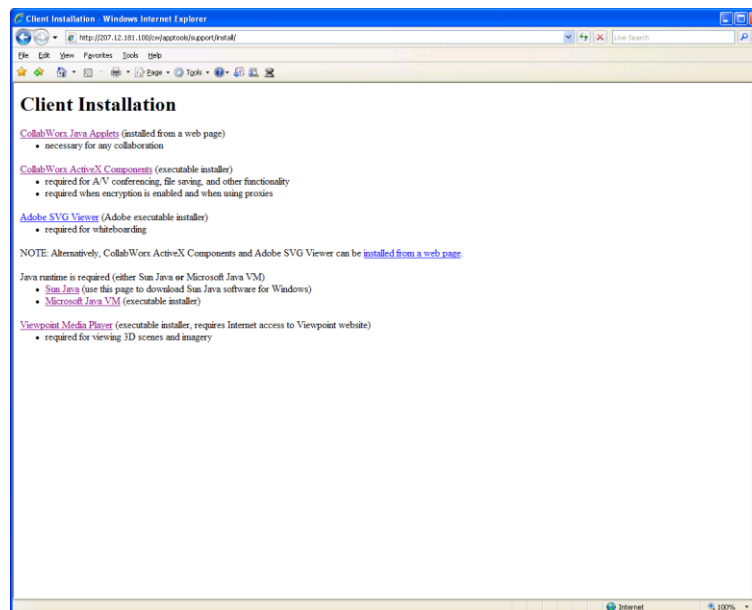 Client Installation - Windows Internet Explorer
http://207.12.181.100/cw/apptools/support/install/
Live Search
File Edit View Favorites Tools Help
Page Tools
Client Installation
CollabWorx Java Applets (installed from a web page)
• necessary for any collaboration
CollabWorx ActiveX Components (executable installer)
• required for A/V conferencing, file saving, and other functionality
• required when encryption is enabled and when using proxies
Adobe SVG Viewer (Adobe executable installer)
• required for whiteboarding
NOTE: Alternatively, CollabWorx ActiveX Components and Adobe SVG Viewer can be installed from a web page.
Java runtime is required (either Sun Java or Microsoft Java VM)
• Sun Java (use this page to download Sun Java software for Windows)
• Microsoft Java VM (executable installer)
Viewpoint Media Player (executable installer, requires Internet access to Viewpoint website)
• required for viewing 3D scenes and imagery
Internet 100%